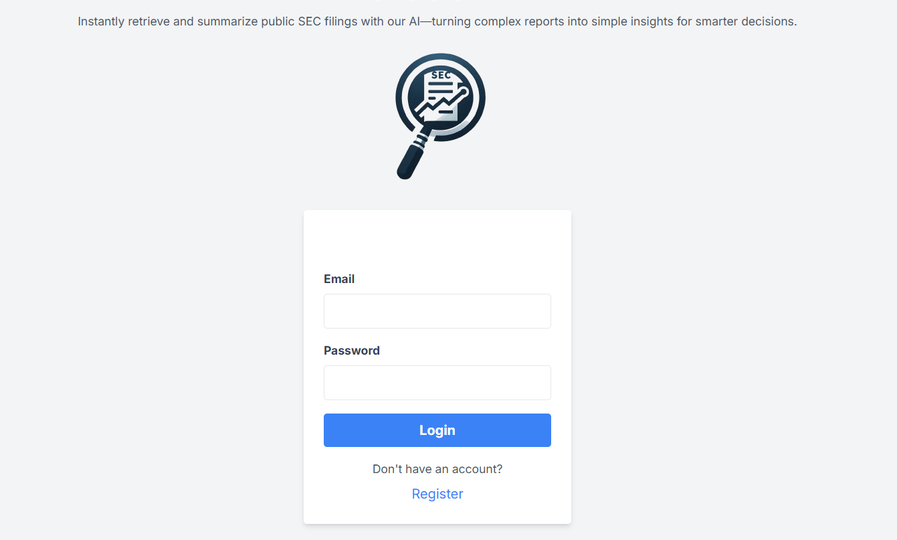 Instantly retrieve and summarize public SEC filings with our AI—turning complex reports into simple insights for smarter decisions.
SEC
Email
Password
Login
Don't have an account?
Register